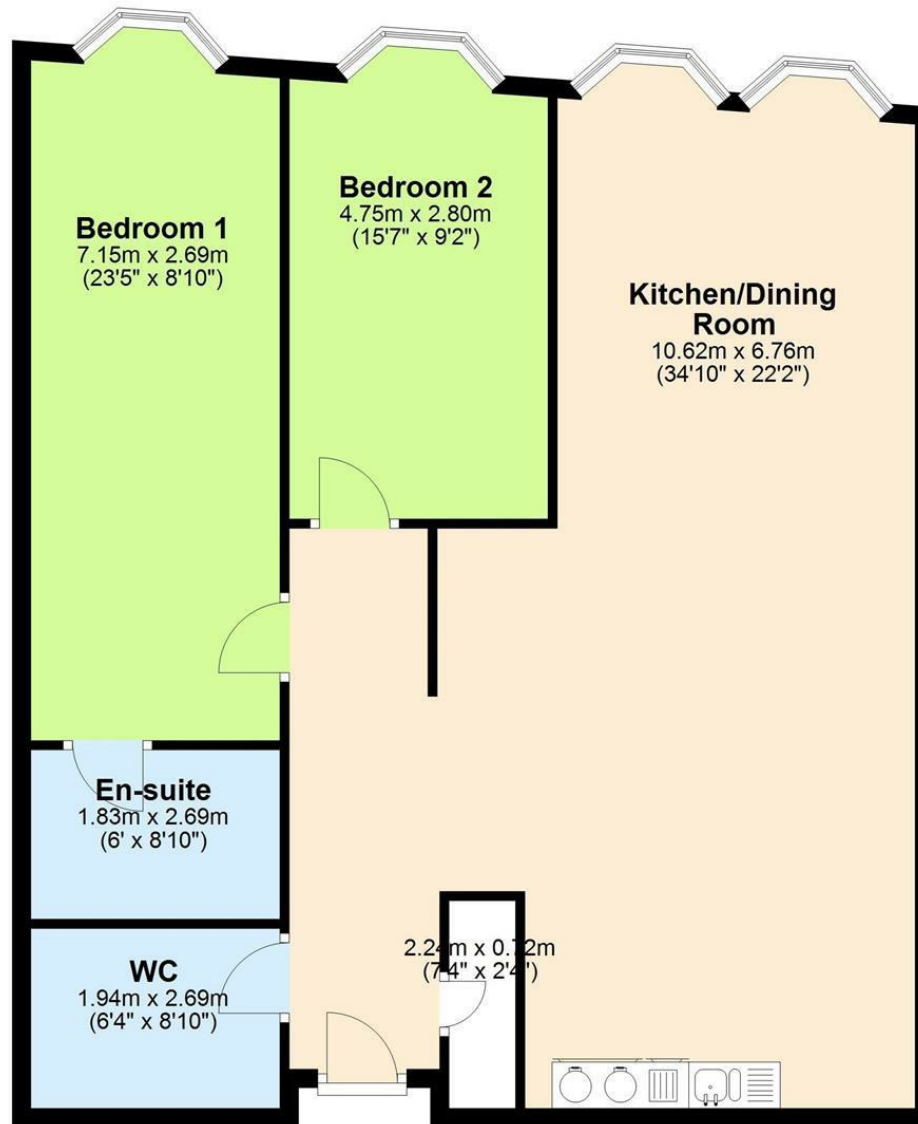 Bedroom 1
7.15m x 2.69m
(23'5" x 8'10")
Bedroom 2
4.75m x 2.80m
(15'7" x 9'2")
Kitchen/Dining
Room
10.62m x 6.76m
(34'10" x 22'2")
En-suite
1.83m x 2.69m
(6' x 8'10")
WC
1.94m x 2.69m
(6'4" x 8'10")
2.24m x 0.72m
(7'4" x 2'4")